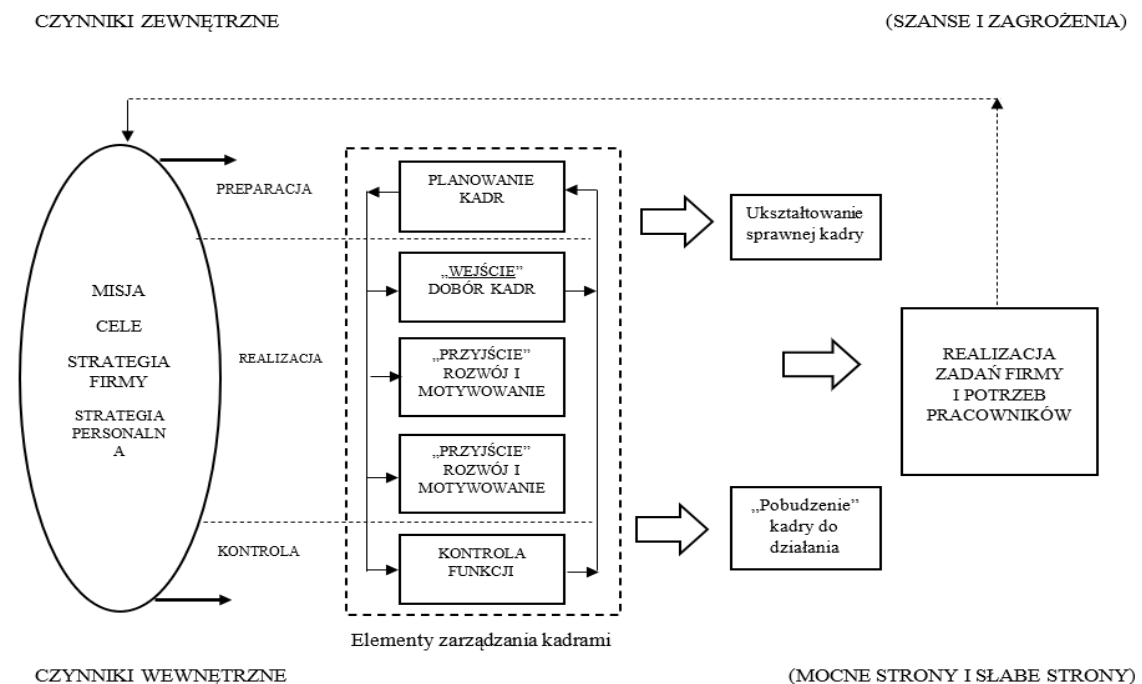 CZYNNIKI ZEWNĘTRZNE
(SZANSE I ZAGROŻENIA)
MISJA
CELE
STRATEGIA
FIRMY
STRATEGIA
PERSONALN
A
PREPARACJA
REALIZACJA
KONTROLA
PLANOWANIE
KADR
„WEJŚCIE”
DOBÓR KADR
„PRZYJŚCIE”
ROZWÓJ I
MOTYWOWANIE
„PRZYJŚCIE”
ROZWÓJ I
MOTYWOWANIE
KONTROLA
FUNKCJI
Elementy zarządzania kadrami
Ukształtowanie
sprawnej kadry
„Pobudzenie”
kadry do
działania
REALIZACJA
ZADAŃ FIRMY
I POTRZEB
PRACOWNIKÓW
CZYNNIKI WEWNĘTRZNE
(MOCNE STRONY I SŁABE STRONY)